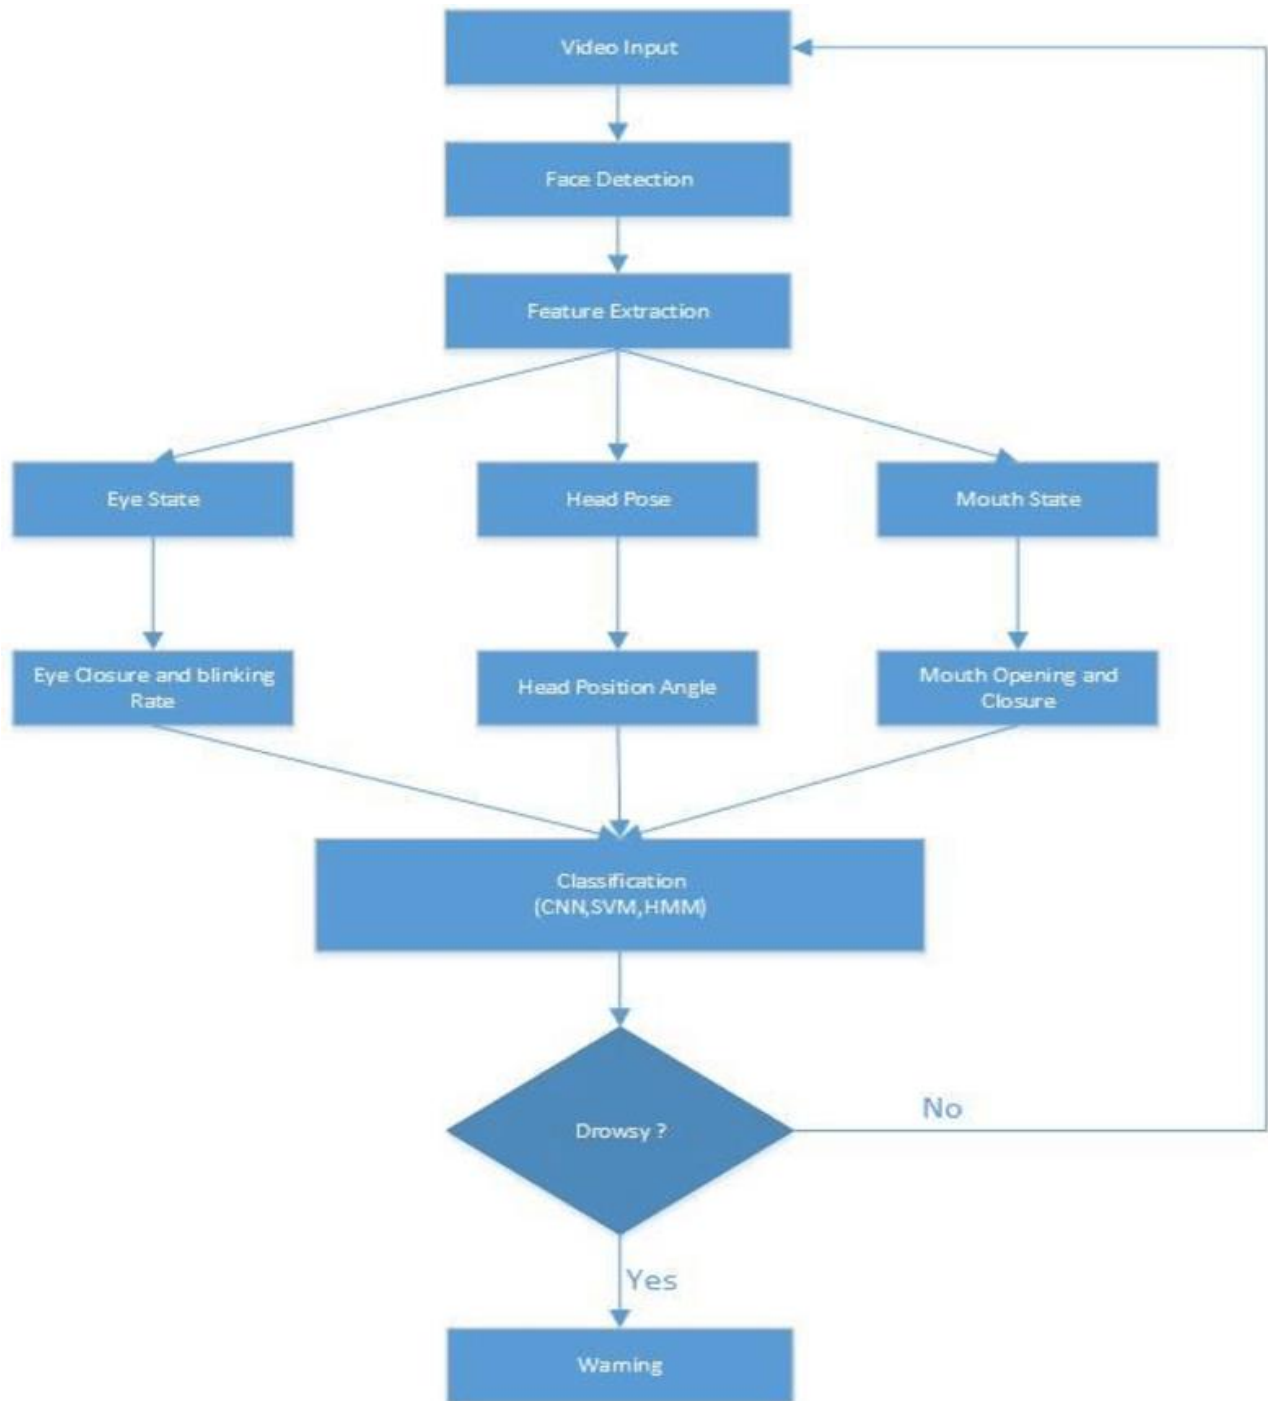 Video Input
Face Detection
Feature Extraction
Eye State
Head Pose
Mouth State
Eye Closure and blinking
Rate
Head Position Angle
Mouth Opening and
Closure
Classification
(CNN,SVM,HMM)
Drowsy ?
No
Yes
Warning